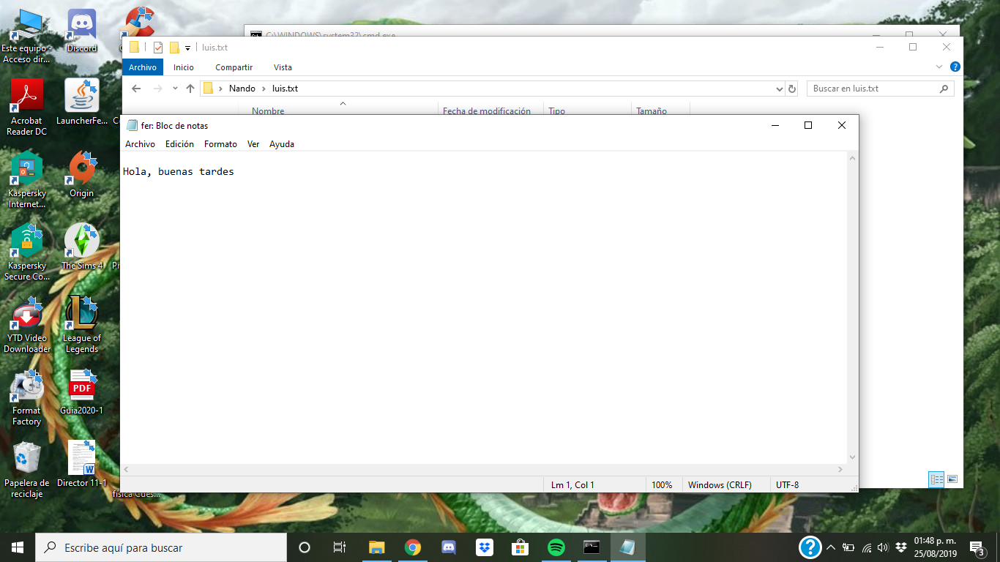 Este equipo -
Acceso dir...
Discord
Acrobat
Reader DC
LauncherFe...
Kaspersky
Internet...
Origin
Kaspersky
Secure Co...
The Sims 4
YTD Video
Downloader
League of
Legends
Format
Factory
PDF
Guia2020-1
Papelera de
reciclaje
Director 11-1
física Cues...
C:\WINDOWS\system32\cmd.exe
luis.txt
Archivo Inicio Compartir Vista
Nando > luis.txt
Buscar en luis.txt
Nombre Fecha de modificación Tipo Tamaño
fer: Bloc de notas
Archivo Edición Formato Ver Ayuda
Hola, buenas tardes
Lm 1, Col 1 100% Windows (CRLF) UTF-8
Escribe aquí para buscar
01:48 p. m.
25/08/2019
3